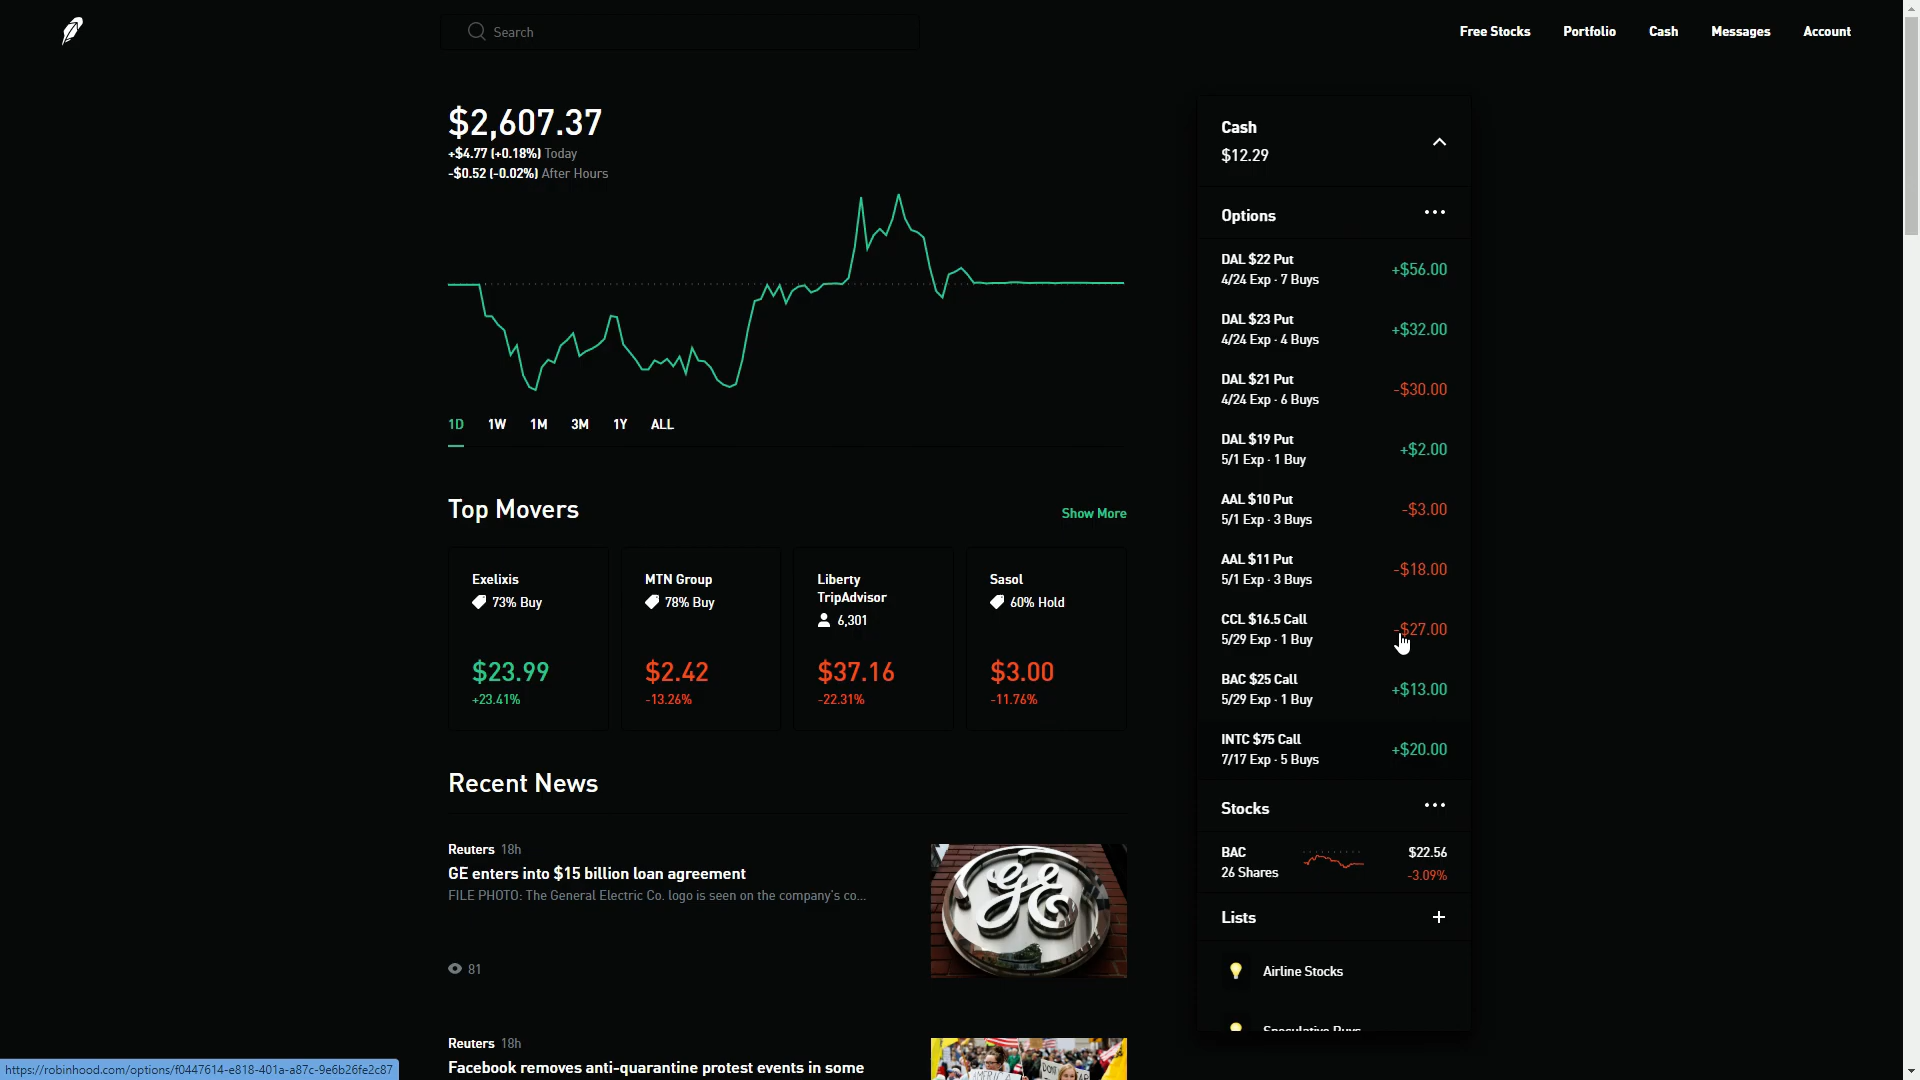 Search
Free Stocks
Portfolio
Cash
Messages
Account
$2,607.37
+$4.77 (+0.18%) Today
-$0.52 (-0.02%) After Hours
1D
1W
1M
3M
1Y
ALL
Top Movers
Show More
Exelixis
73% Buy
$23.99
+23.41%
MTN Group
78% Buy
$2.42
-13.26%
Liberty
TripAdvisor
6,301
$37.16
-22.31%
Sasol
60% Hold
$3.00
-11.76%
Recent News
Reuters 18h
GE enters into $15 billion loan agreement
FILE PHOTO: The General Electric Co. logo is seen on the company's co...
81
Reuters 18h
Facebook removes anti-quarantine protest events in some
Cash
$12.29
Options
DAL $22 Put
4/24 Exp · 7 Buys
+$56.00
DAL $23 Put
4/24 Exp · 4 Buys
+$32.00
DAL $21 Put
4/24 Exp · 6 Buys
-$30.00
DAL $19 Put
5/1 Exp · 1 Buy
+$2.00
AAL $10 Put
5/1 Exp · 3 Buys
-$3.00
AAL $11 Put
5/1 Exp · 3 Buys
-$18.00
CCL $16.5 Call
5/29 Exp · 1 Buy
-$27.00
BAC $25 Call
5/29 Exp · 1 Buy
+$13.00
INTC $75 Call
7/17 Exp · 5 Buys
+$20.00
Stocks
BAC
26 Shares
$22.56
-3.09%
Lists
Airline Stocks
Speculative Buys
https://robinhood.com/options/f0447614-e818-401a-a87c-9e6b26fe2c87